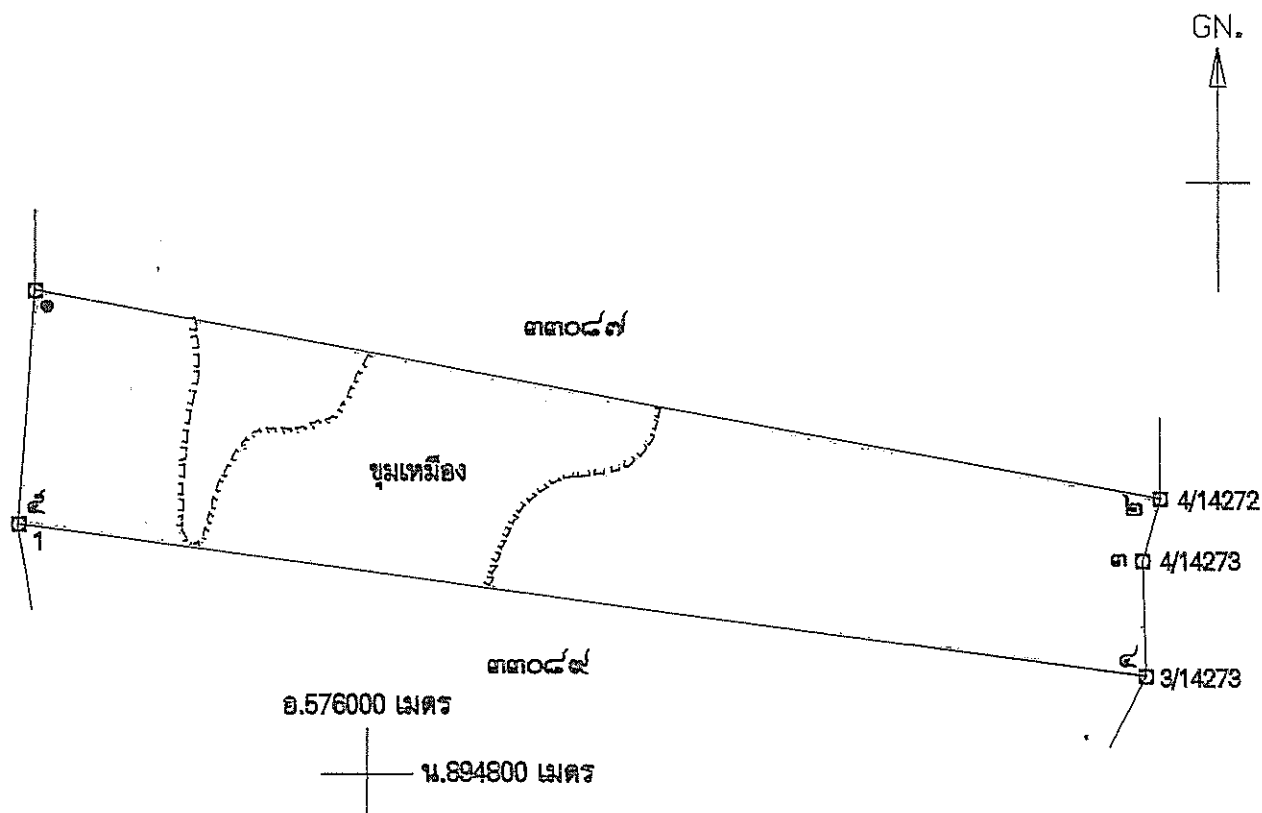 GN.
๑
๓๓๐๘๗
ขุมเหมือง
๒ 4/14272
๕
1
๓ 4/14273
๔
3/14273
๓๓๐๘๙
อ.576000 เมตร
น.894800 เมตร